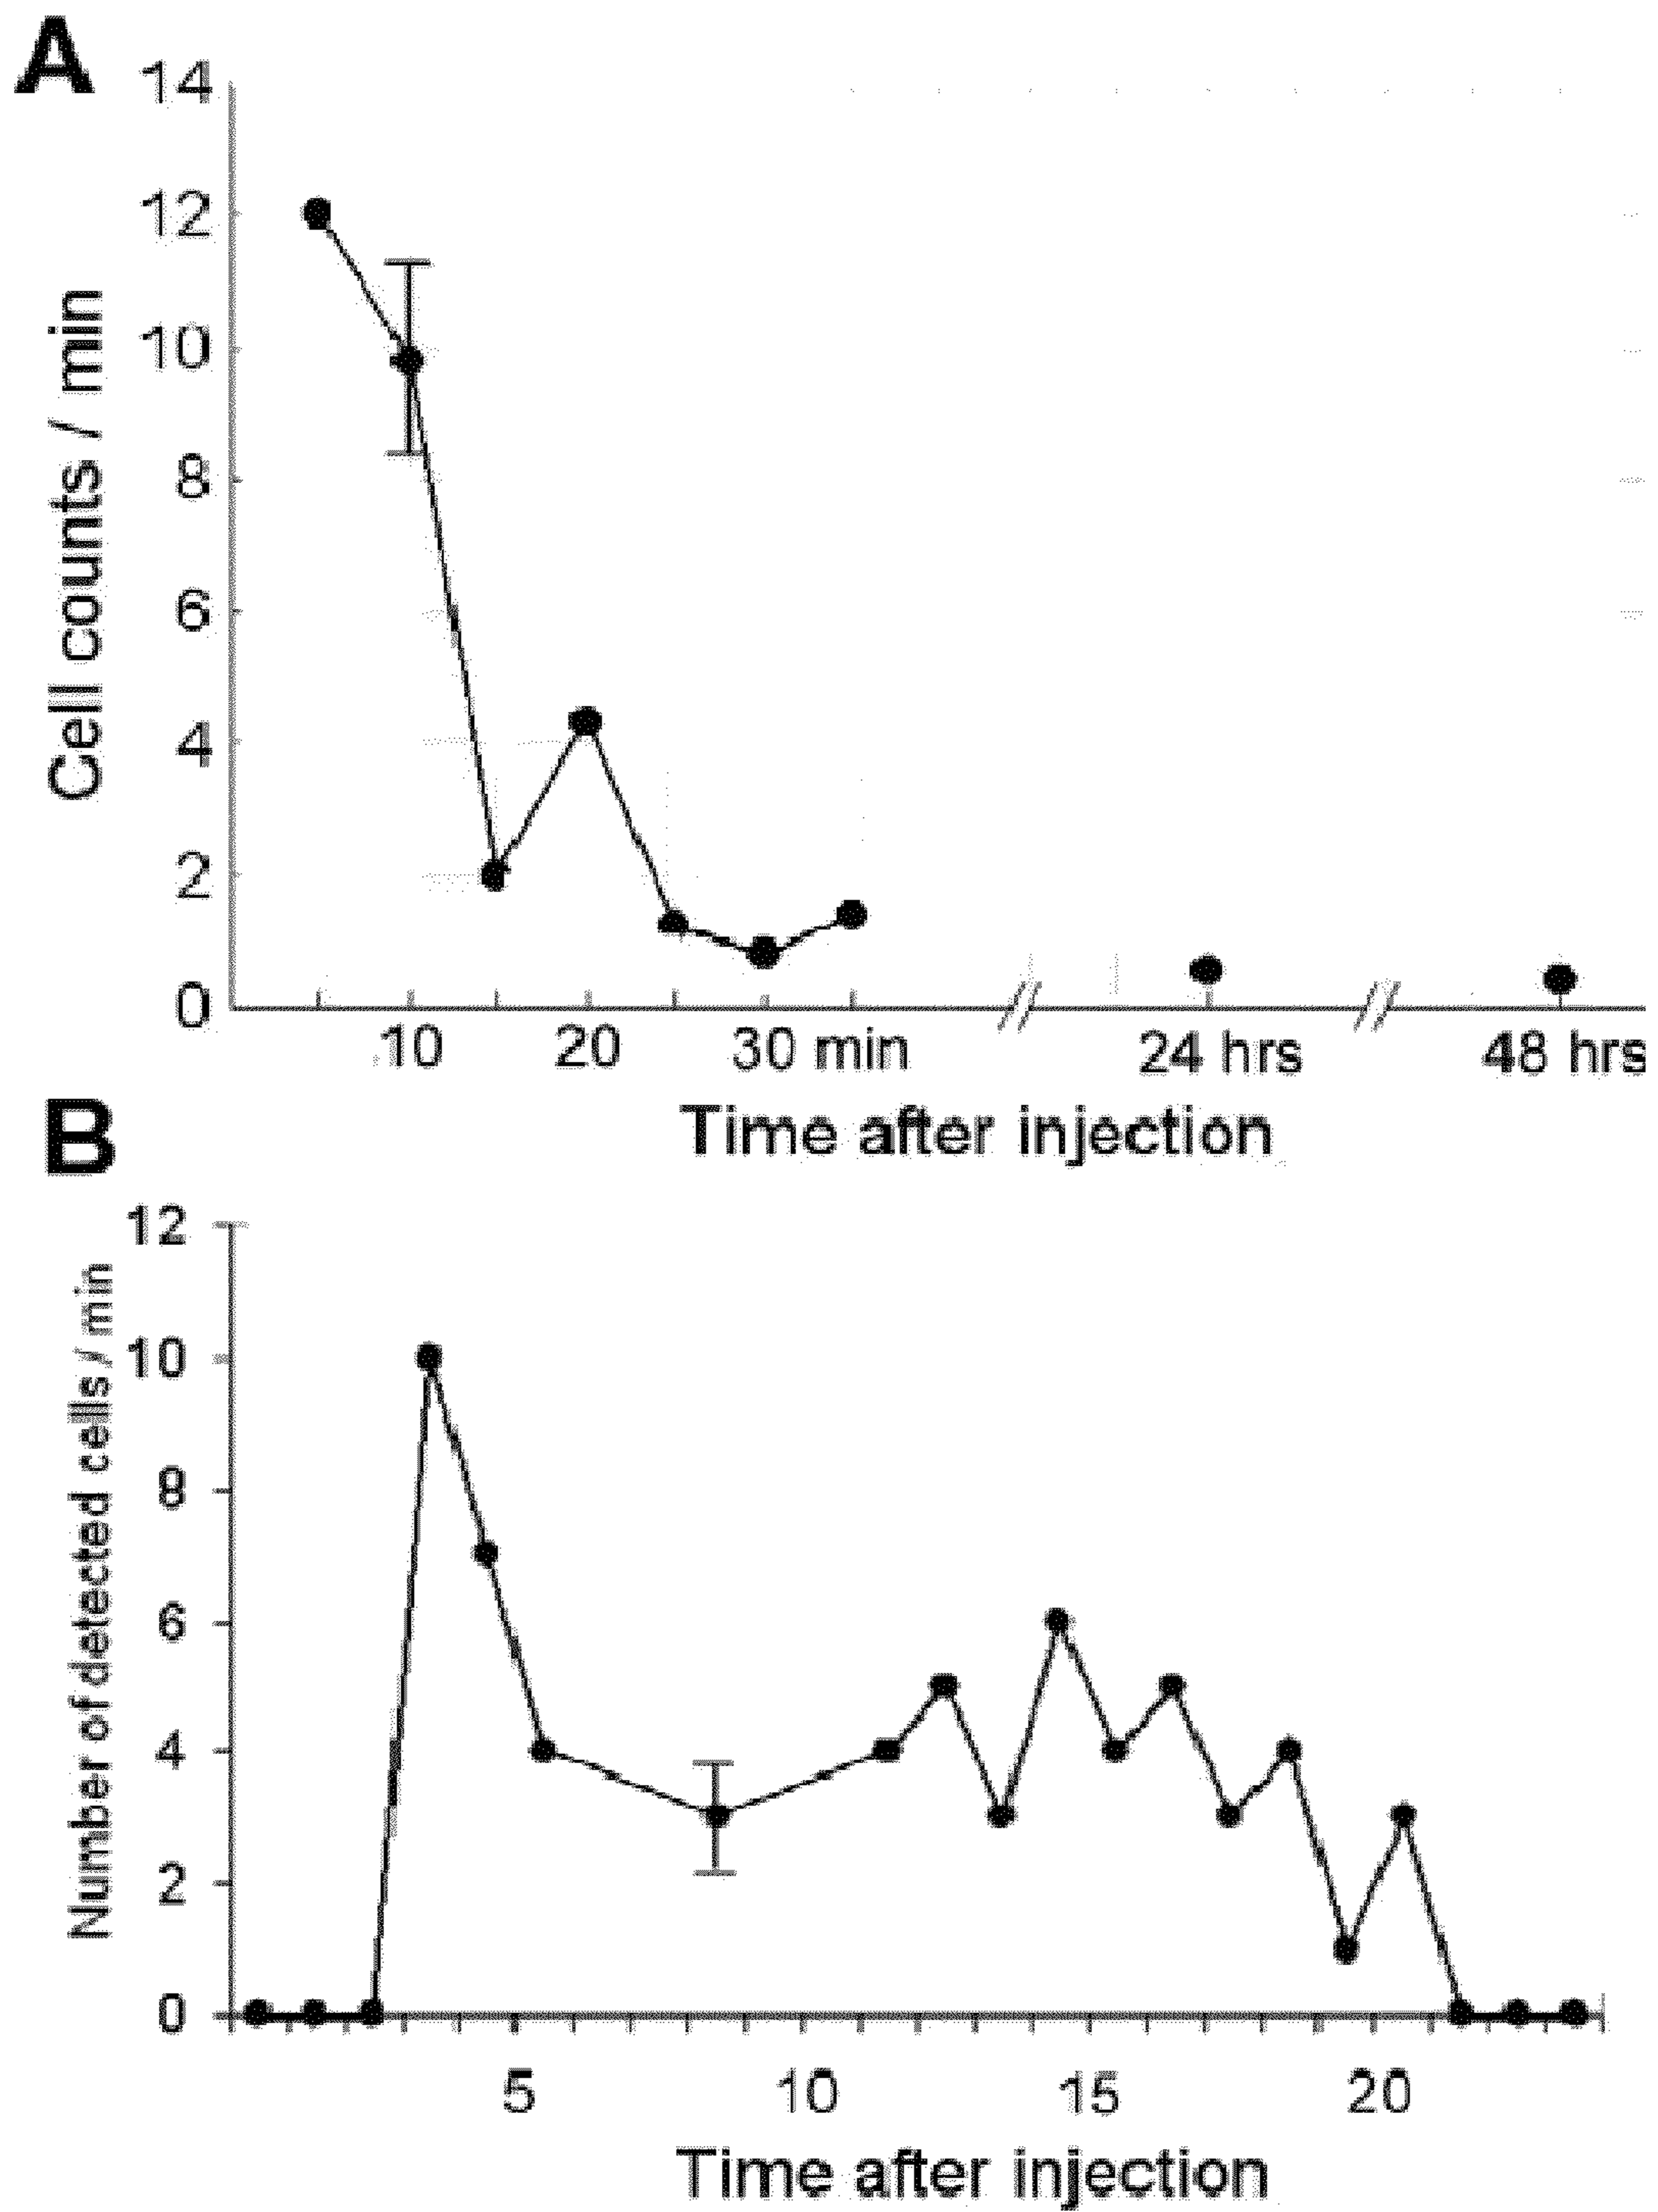 A
14
12
10
8
6
4
2
0
Cell counts / min
10 20 30 min 24 hrs 48 hrs
Time after injection
B
12
10
8
6
4
2
0
Number of detected cells / min
5 10 15 20
Time after injection